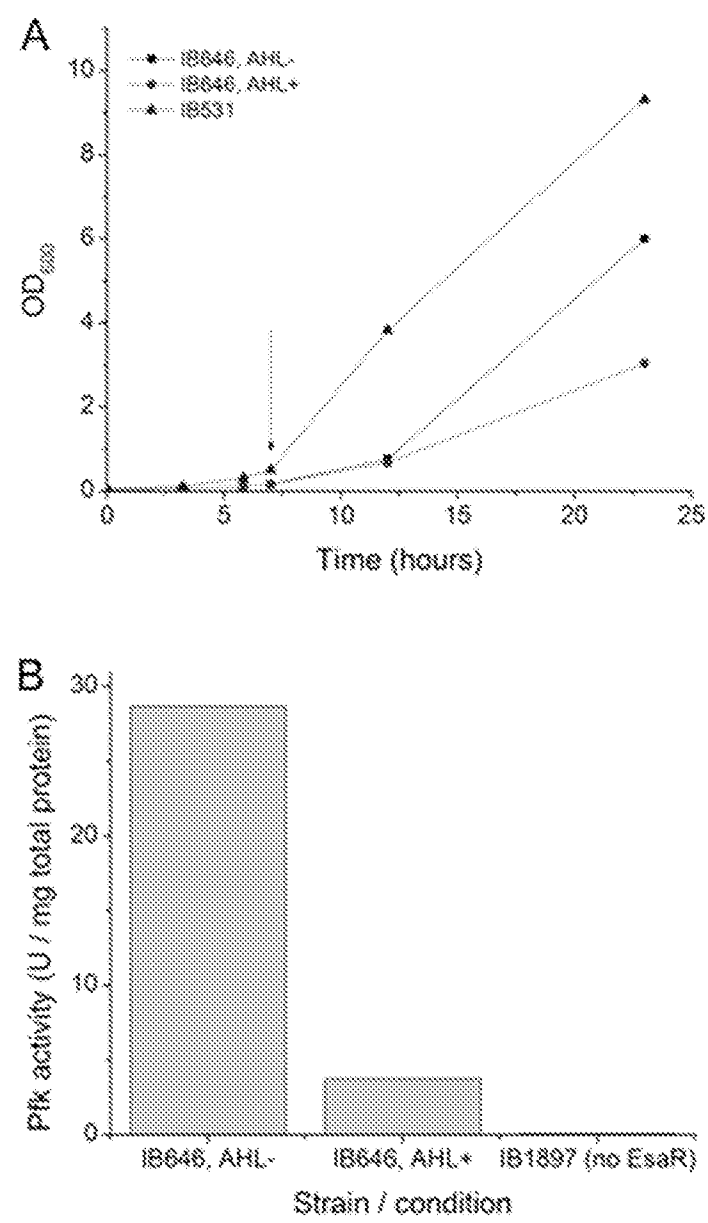 A
IB646, AHL-
IB646, AHL+
IB531
10
8
6
4
2
0
OD600
0 5 10 15 20 25
Time (hours)
B
30
20
10
0
Pfk activity (U / mg total protein)
IB646, AHL- IB646, AHL+ IB1897 (no EsaR)
Strain / condition